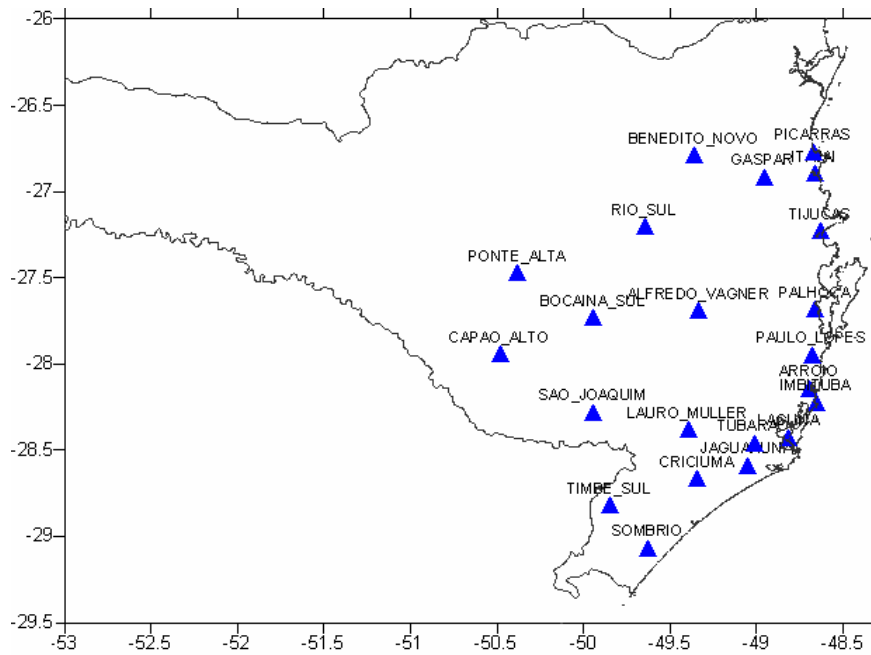 -26
-26.5
-27
-27.5
-28
-28.5
-29
-29.5
PICARRAS
BENEDITO_NOVO
GASPAR
RIO_SUL
TIJUCAS
PONTE_ALTA
ALFREDO_VAGNER
PALHOCA
BOCAINA_SUL
CAPAO_ALTO
PAULO_LOPES
ARROIO
IMBITUBA
SAO_JOAQUIM
LAURO_MULLER
LAGUNA
CRICIUMA
TIMBE_SUL
SOMBRIO
-53
-52.5
-52
-51.5
-51
-50.5
-50
-49.5
-49
-48.5